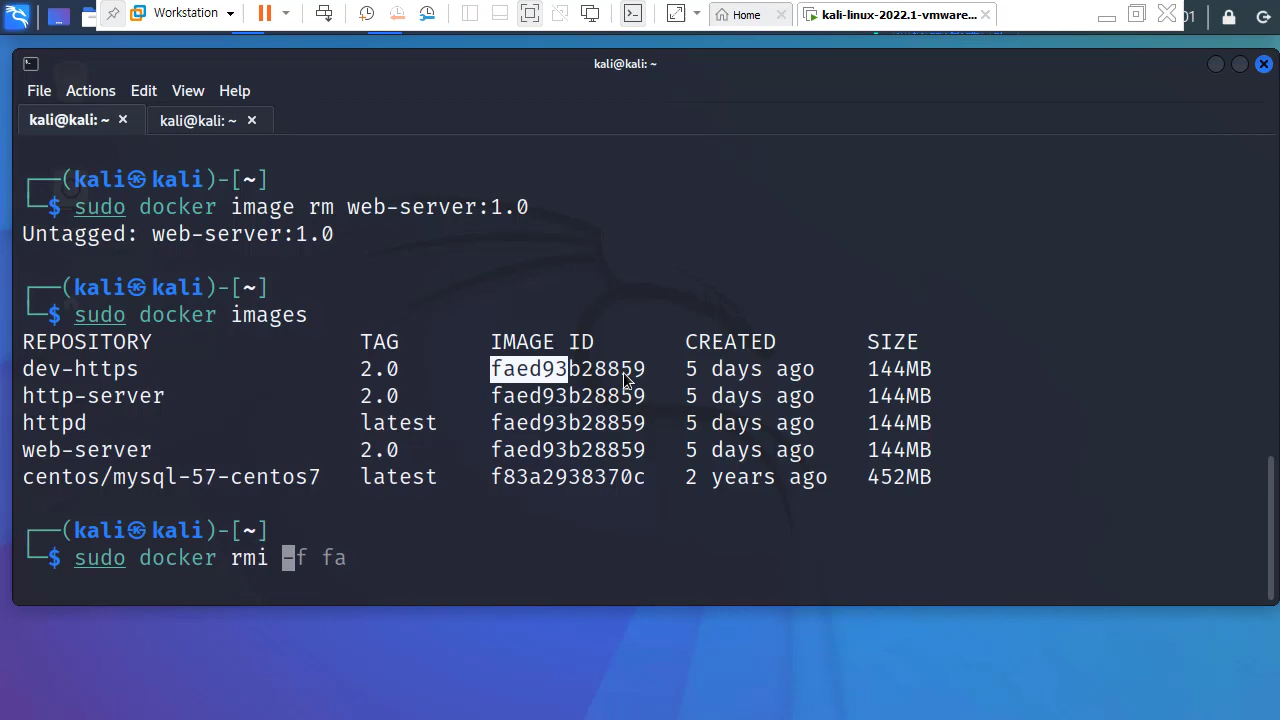 Workstation
Home
kali-linux-2022.1-vmware...
01
kali@kali: ~
File Actions Edit View Help
kali@kali: ~
kali@kali: ~
(kali㉿kali)-[~]
$ sudo docker image rm web-server:1.0
Untagged: web-server:1.0
(kali㉿kali)-[~]
$ sudo docker images
REPOSITORY TAG IMAGE ID CREATED SIZE
dev-https 2.0 faed93b28859 5 days ago 144MB
http-server 2.0 faed93b28859 5 days ago 144MB
httpd latest faed93b28859 5 days ago 144MB
web-server 2.0 faed93b28859 5 days ago 144MB
centos/mysql-57-centos7 latest f83a2938370c 2 years ago 452MB
(kali㉿kali)-[~]
$ sudo docker rmi -f fa